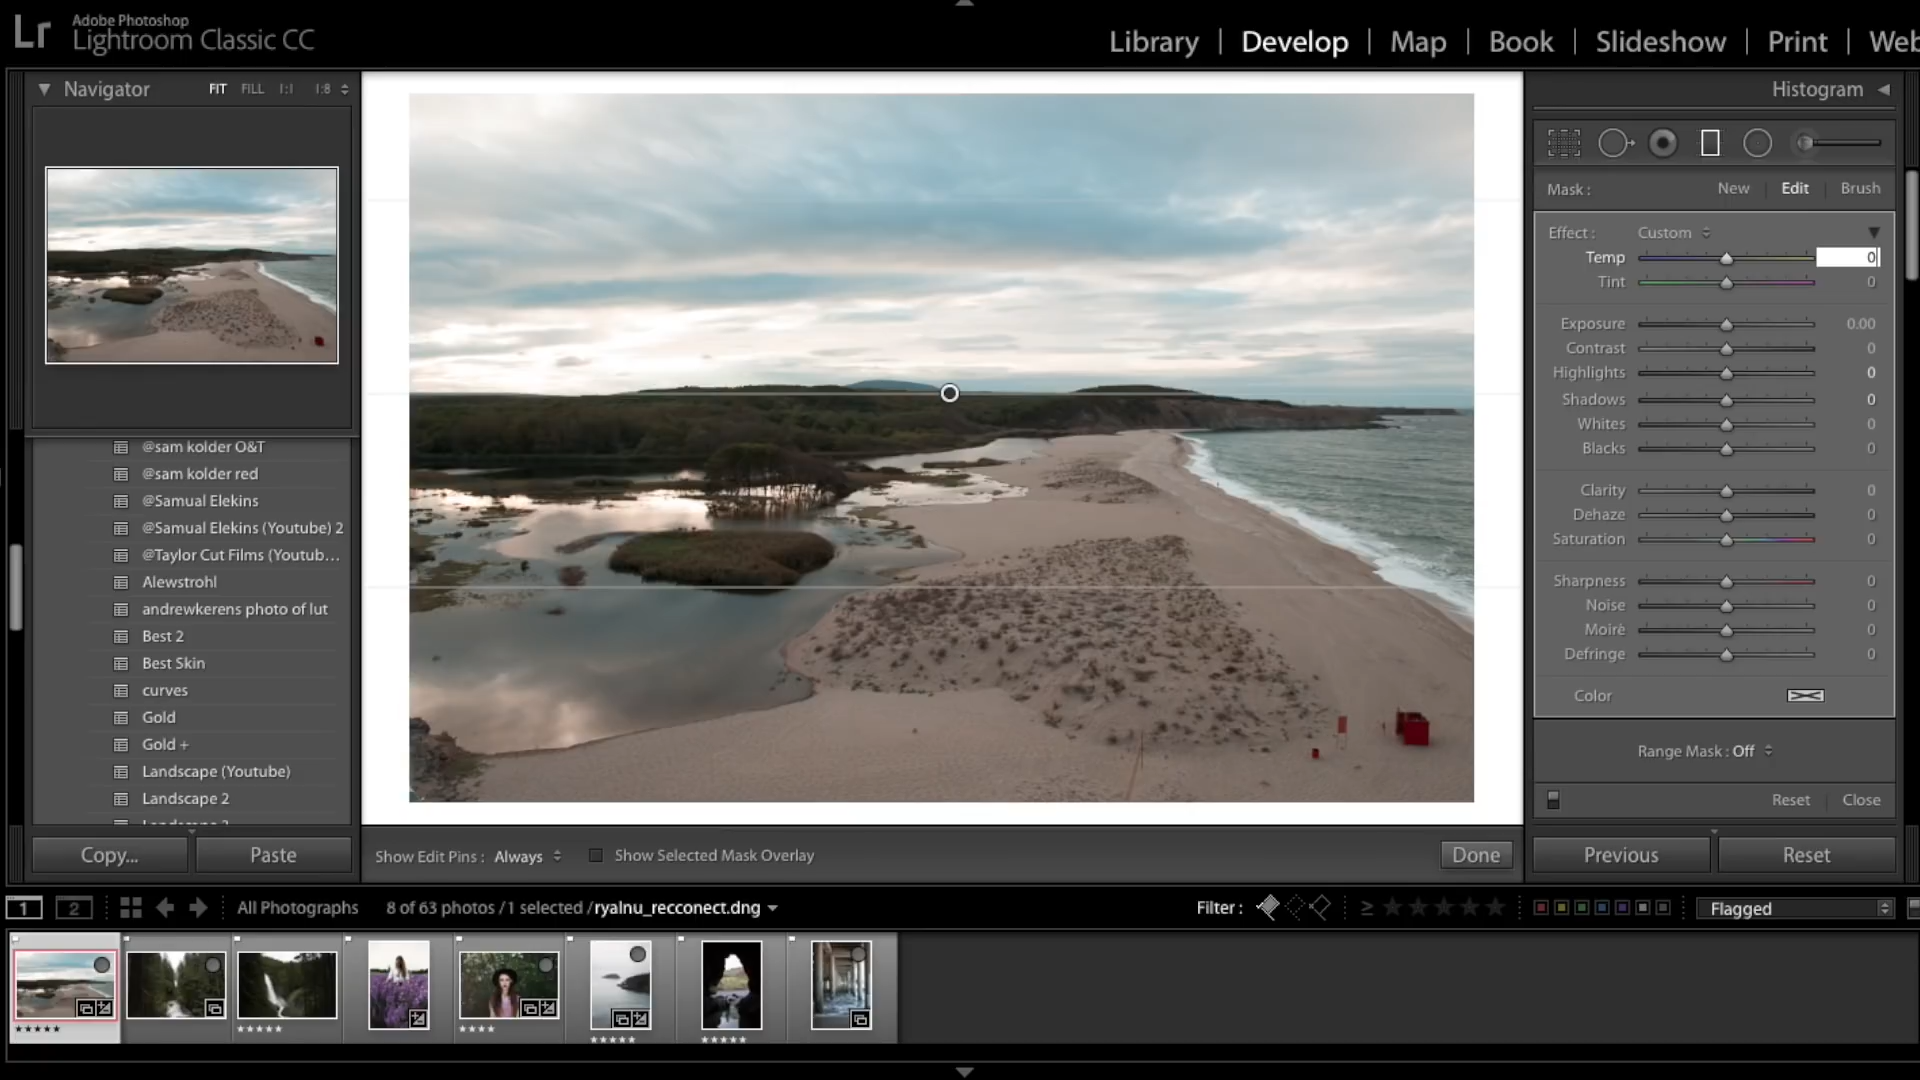 Lr
Adobe Photoshop
Lightroom Classic CC
Library | Develop | Map | Book | Slideshow | Print | Web
Navigator FIT FILL 1:1 1:8
@sam kolder O&T
@sam kolder red
@Samual Elekins
@Samual Elekins (Youtube) 2
@Taylor Cut Films (Youtub...
Alewstrohl
andrewkerens photo of lut
Best 2
Best Skin
curves
Gold
Gold +
Landscape (Youtube)
Landscape 2
Copy... Paste
Show Edit Pins : Always Show Selected Mask Overlay Done
Histogram
Mask : New Edit Brush
Effect : Custom
Temp 0
Tint 0
Exposure 0.00
Contrast 0
Highlights 0
Shadows 0
Whites 0
Blacks 0
Clarity 0
Dehaze 0
Saturation 0
Sharpness 0
Noise 0
Moirè 0
Defringe 0
Color
Range Mask : Off
Reset Close
Previous Reset
1 2 All Photographs 8 of 63 photos /1 selected /ryalnu_recconect.dng Filter : ≥ Flagged